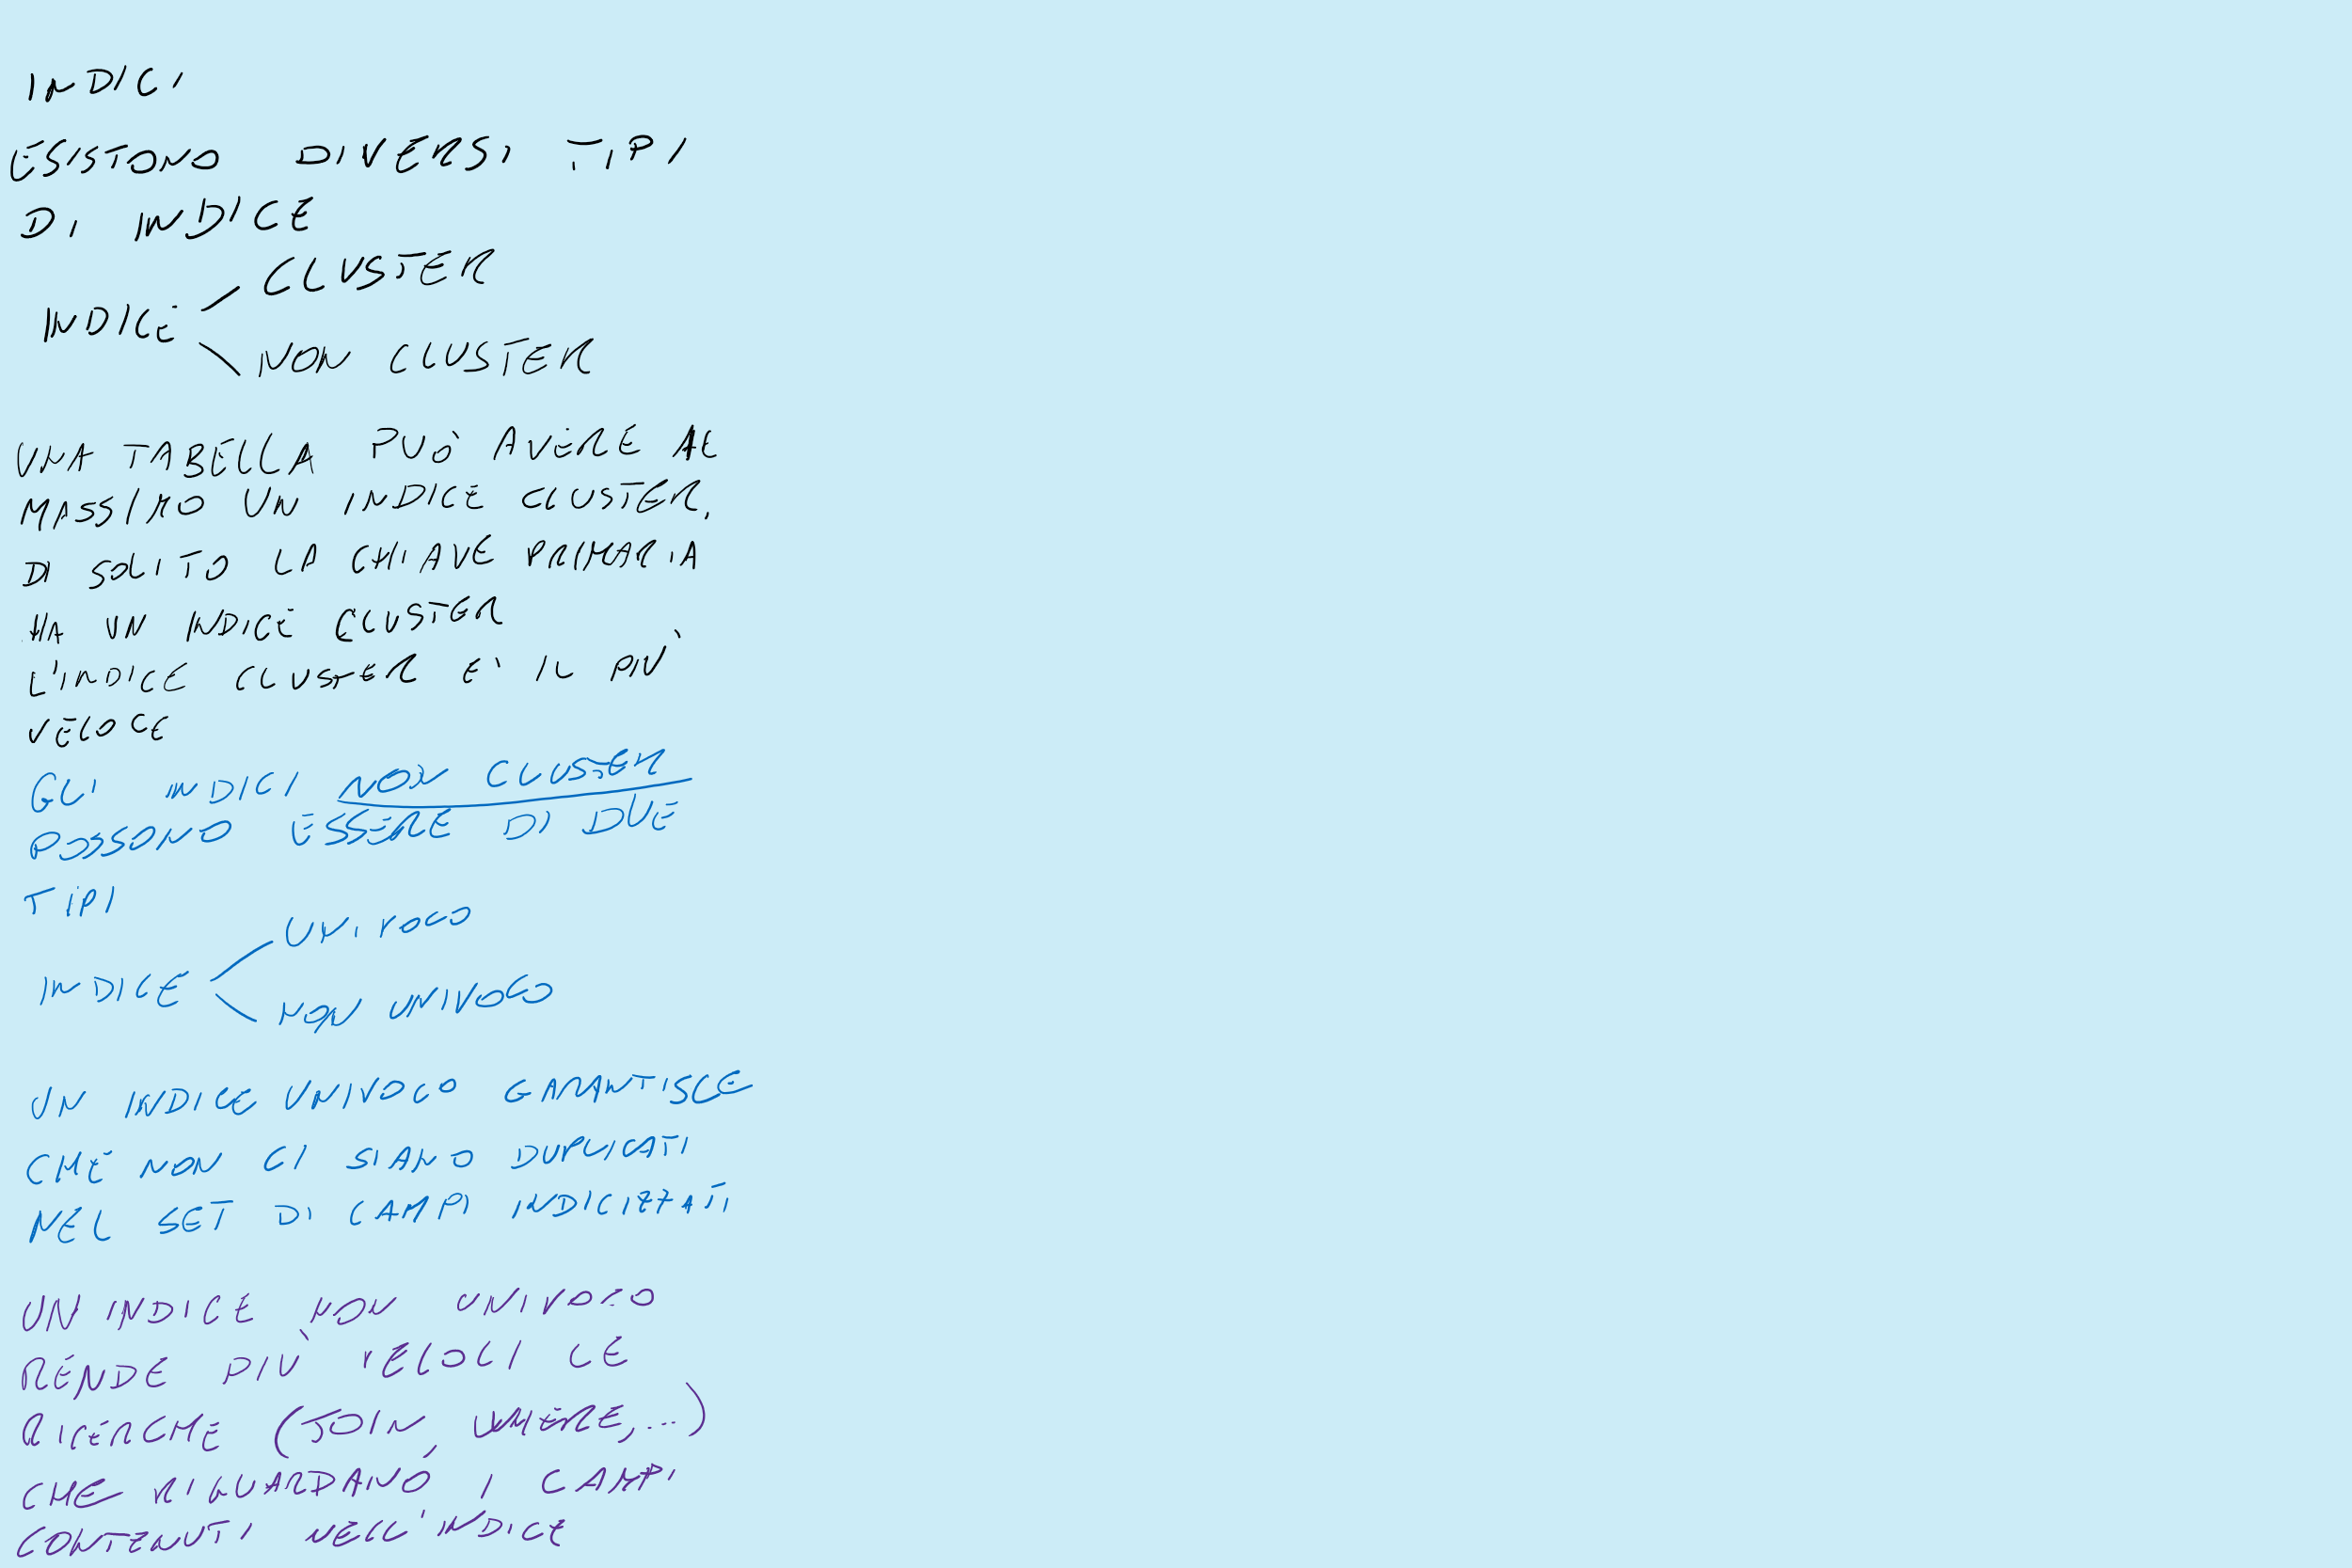 INDICI
ESISTONO DIVERSI TIPI
DI INDICE
CLUSTER
INDICE
NON CLUSTER
UNA TABELLA PUÒ AVERE AL
MASSIMO UN INDICE CLUSTER,
DI SOLITO LA CHIAVE PRIMARIA
HA UN INDICE CLUSTER
L'INDICE CLUSTER E' IL PIÙ
VELOCE
GLI INDICI NON CLUSTER
POSSONO ESSERE DI DUE
TIPI
UNIVOCO
INDICE
NON UNIVOCO
UN INDICE UNIVOCO GARANTISCE
CHE NON CI SIANO DUPLICATI
NEL SET DI CAMPI INDICIZZATI
UN INDICE NON UNIVOCO
RENDE PIÙ VELOCI LE
RICERCHE (JOIN, WHERE,...)
CHE RIGUARDANO I CAMPI
CONTENUTI NELL'INDICE